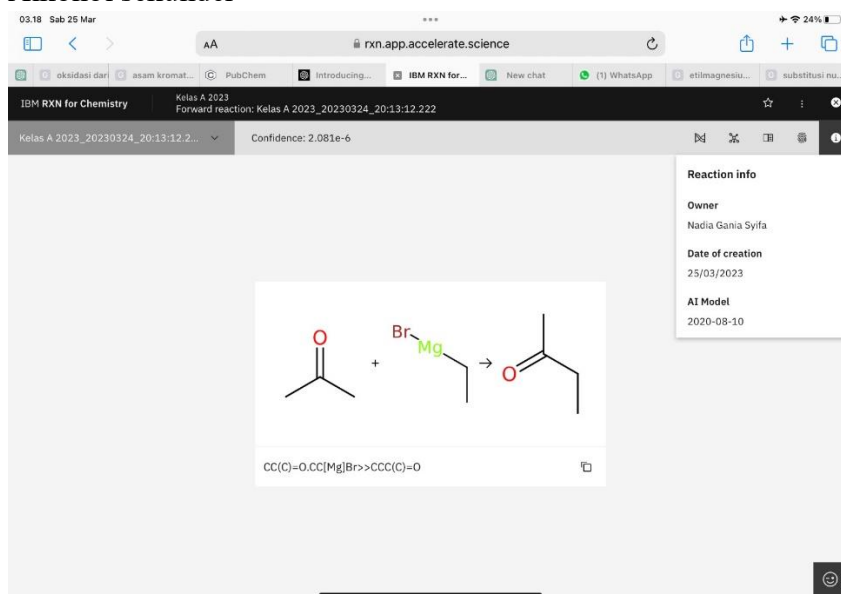 03.18 Sab 25 Mar
24%
AA
rxn.app.accelerate.science
oksidasi dari
asam kromat...
PubChem
Introducing...
IBM RXN for...
New chat
(1) WhatsApp
etilmagnesiu...
substitusi nu...
IBM RXN for Chemistry
Kelas A 2023
Forward reaction: Kelas A 2023_20230324_20:13:12.222
Kelas A 2023_20230324_20:13:12.2...
Confidence: 2.081e-6
Reaction info
Owner
Nadia Gania Syifa
Date of creation
25/03/2023
AI Model
2020-08-10
O
+
Br
Mg
→
O
CC(C)=O.CC[Mg]Br>>CCC(C)=O